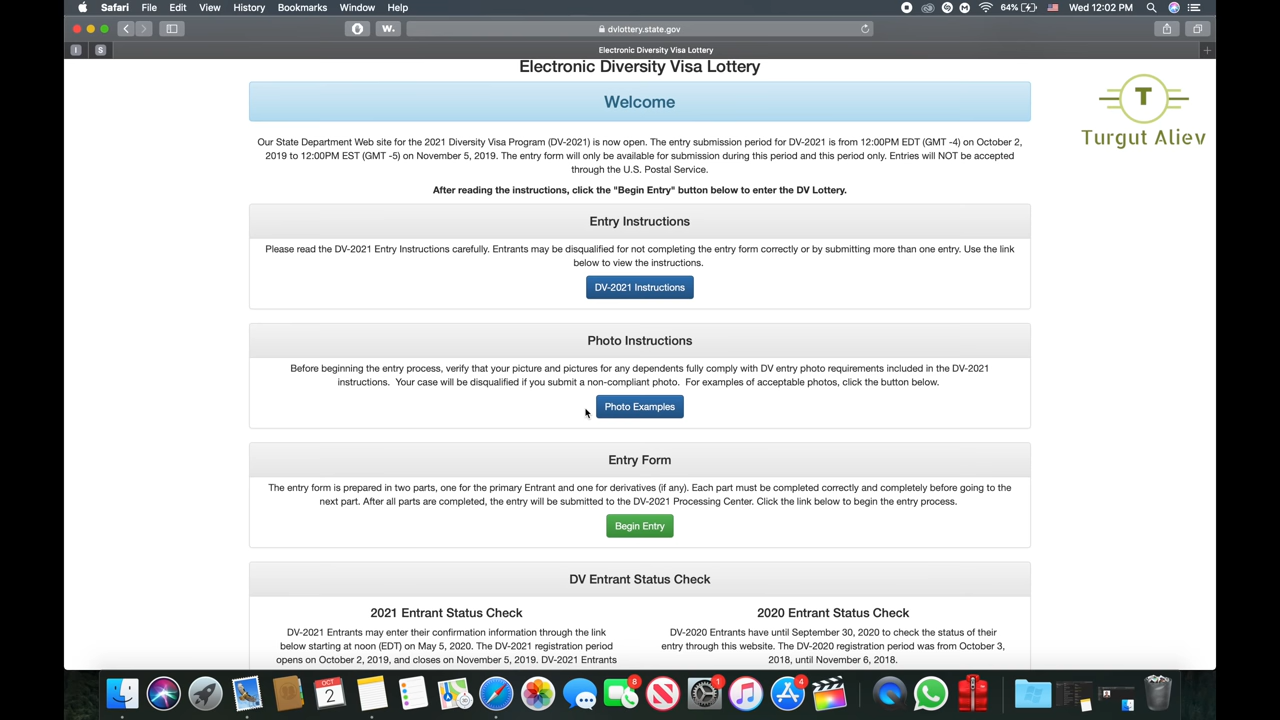 Safari File Edit View History Bookmarks Window Help 64% Wed 12:02 PM
W. dvlottery.state.gov
I S Electronic Diversity Visa Lottery
Electronic Diversity Visa Lottery
T
Turgut Aliev
Welcome
Our State Department Web site for the 2021 Diversity Visa Program (DV-2021) is now open. The entry submission period for DV-2021 is from 12:00PM EDT (GMT -4) on October 2,
2019 to 12:00PM EST (GMT -5) on November 5, 2019. The entry form will only be available for submission during this period and this period only. Entries will NOT be accepted
through the U.S. Postal Service.
After reading the instructions, click the "Begin Entry" button below to enter the DV Lottery.
Entry Instructions
Please read the DV-2021 Entry Instructions carefully. Entrants may be disqualified for not completing the entry form correctly or by submitting more than one entry. Use the link
below to view the instructions.
DV-2021 Instructions
Photo Instructions
Before beginning the entry process, verify that your picture and pictures for any dependents fully comply with DV entry photo requirements included in the DV-2021
instructions. Your case will be disqualified if you submit a non-compliant photo. For examples of acceptable photos, click the button below.
Photo Examples
Entry Form
The entry form is prepared in two parts, one for the primary Entrant and one for derivatives (if any). Each part must be completed correctly and completely before going to the
next part. After all parts are completed, the entry will be submitted to the DV-2021 Processing Center. Click the link below to begin the entry process.
Begin Entry
DV Entrant Status Check
2021 Entrant Status Check
DV-2021 Entrants may enter their confirmation information through the link
below starting at noon (EDT) on May 5, 2020. The DV-2021 registration period
opens on October 2, 2019, and closes on November 5, 2019. DV-2021 Entrants
2020 Entrant Status Check
DV-2020 Entrants have until September 30, 2020 to check the status of their
entry through this website. The DV-2020 registration period was from October 3,
2018, until November 6, 2018.
OCT
2
8
1
4